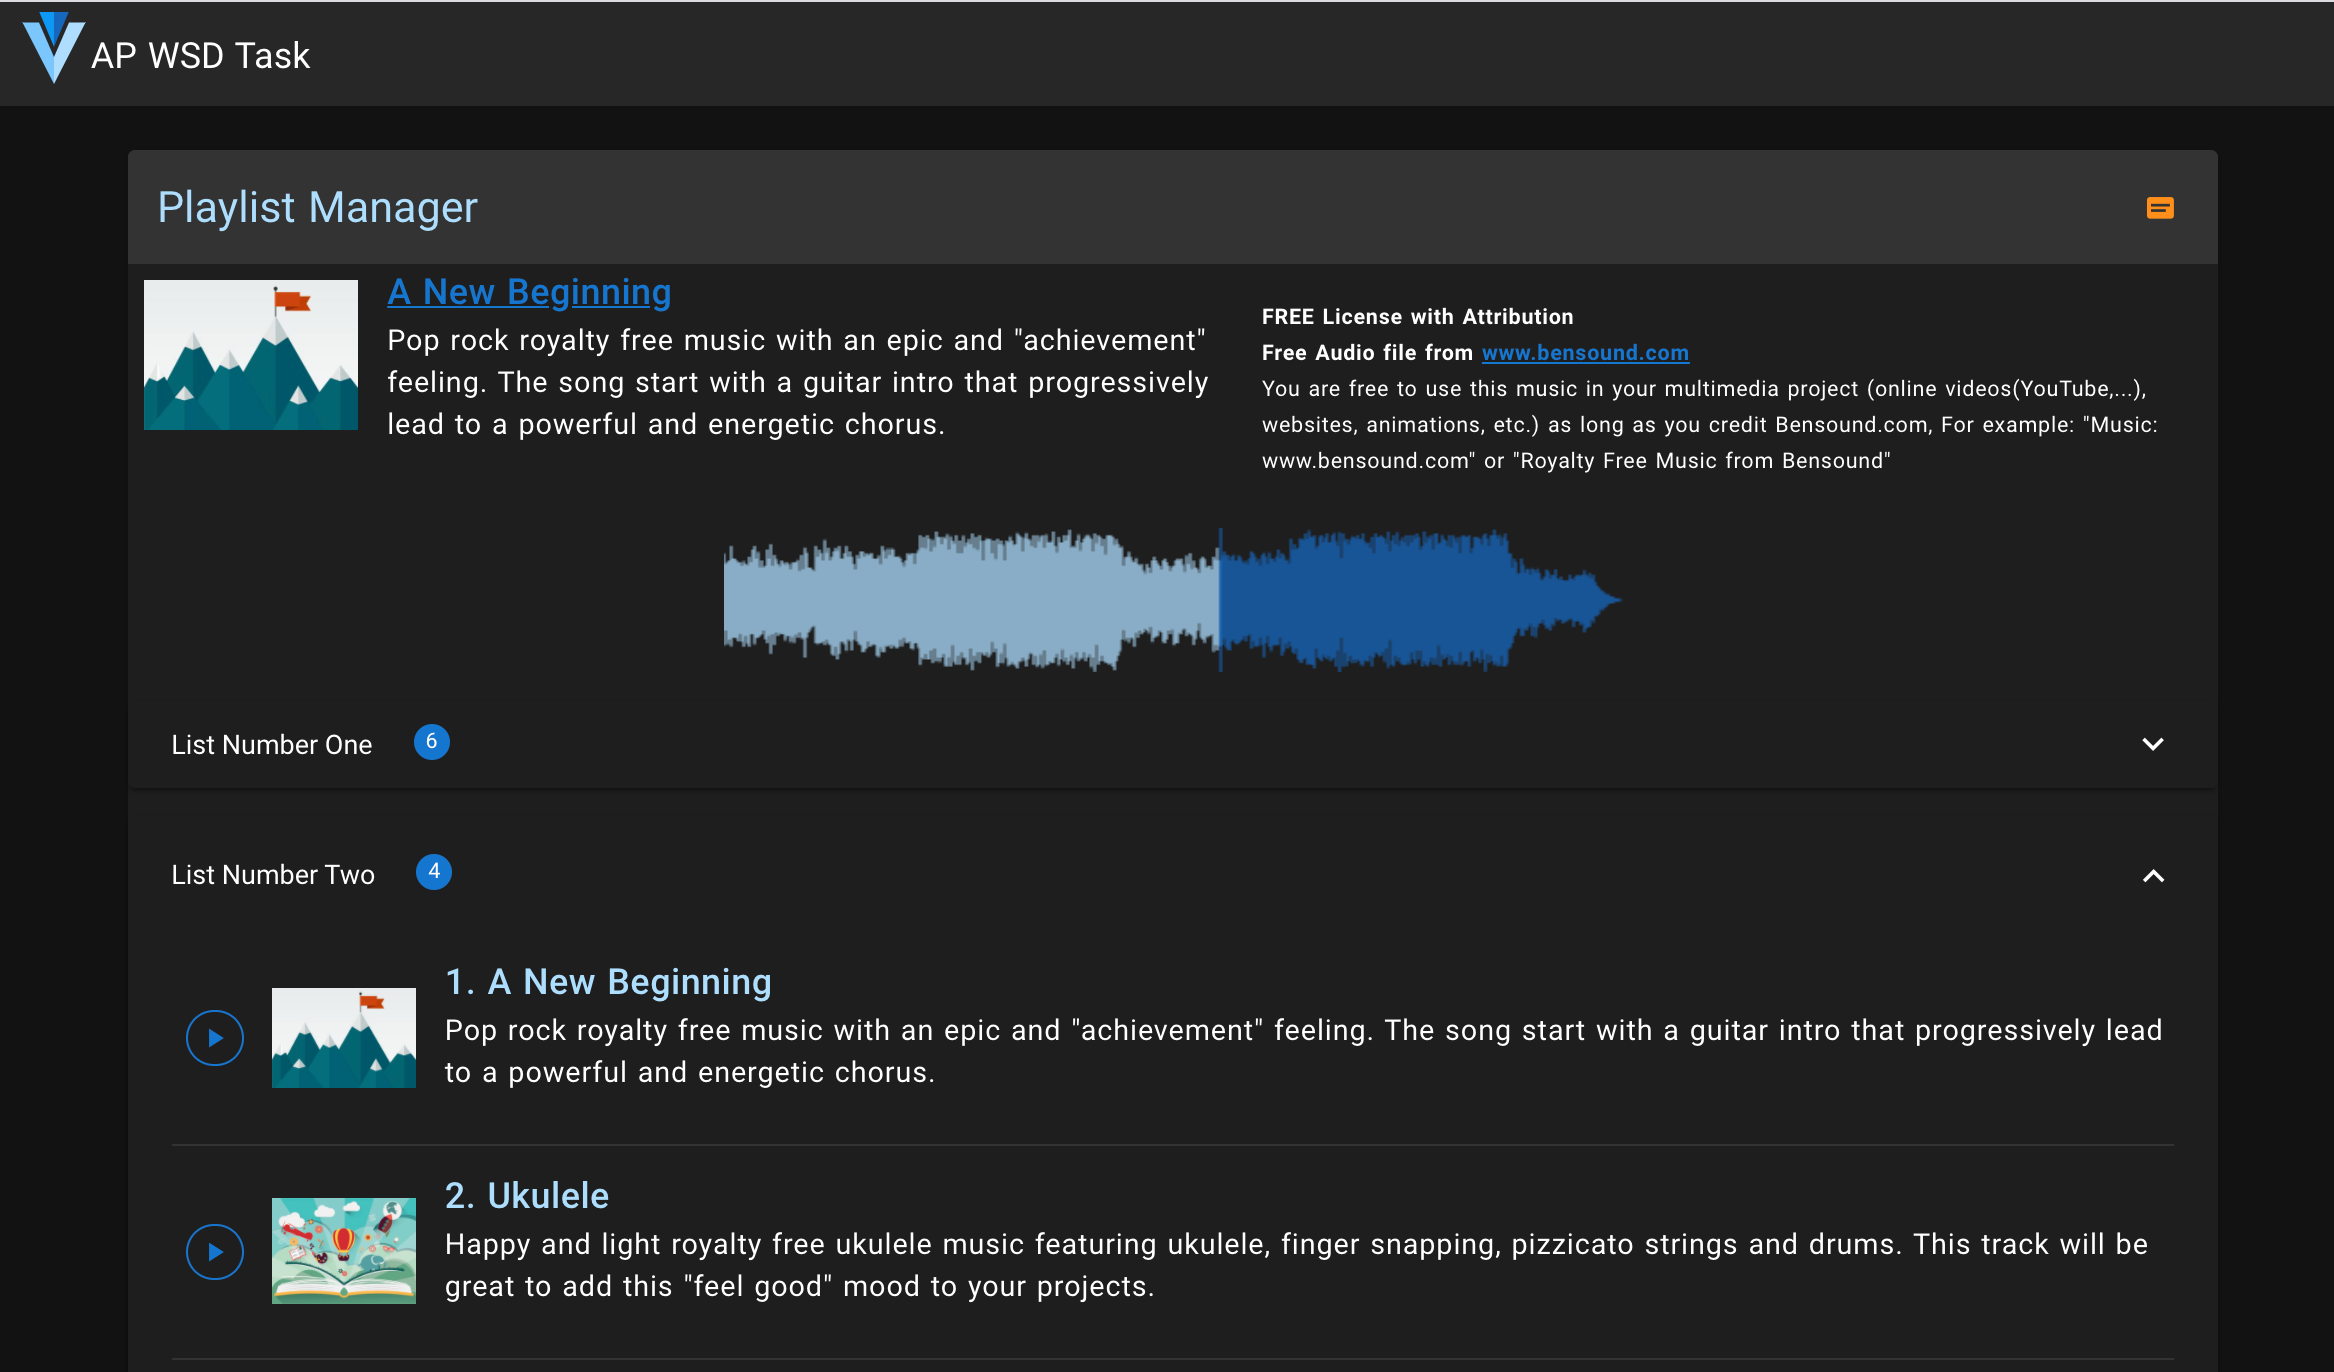 AP WSD Task
Playlist Manager
A New Beginning
Pop rock royalty free music with an epic and "achievement"
feeling. The song start with a guitar intro that progressively
lead to a powerful and energetic chorus.
FREE License with Attribution
Free Audio file from www.bensound.com
You are free to use this music in your multimedia project (online videos(YouTube,...),
websites, animations, etc.) as long as you credit Bensound.com, For example: "Music:
www.bensound.com" or "Royalty Free Music from Bensound"
List Number One 6
List Number Two 4
1. A New Beginning
Pop rock royalty free music with an epic and "achievement" feeling. The song start with a guitar intro that progressively lead
to a powerful and energetic chorus.
2. Ukulele
Happy and light royalty free ukulele music featuring ukulele, finger snapping, pizzicato strings and drums. This track will be
great to add this "feel good" mood to your projects.